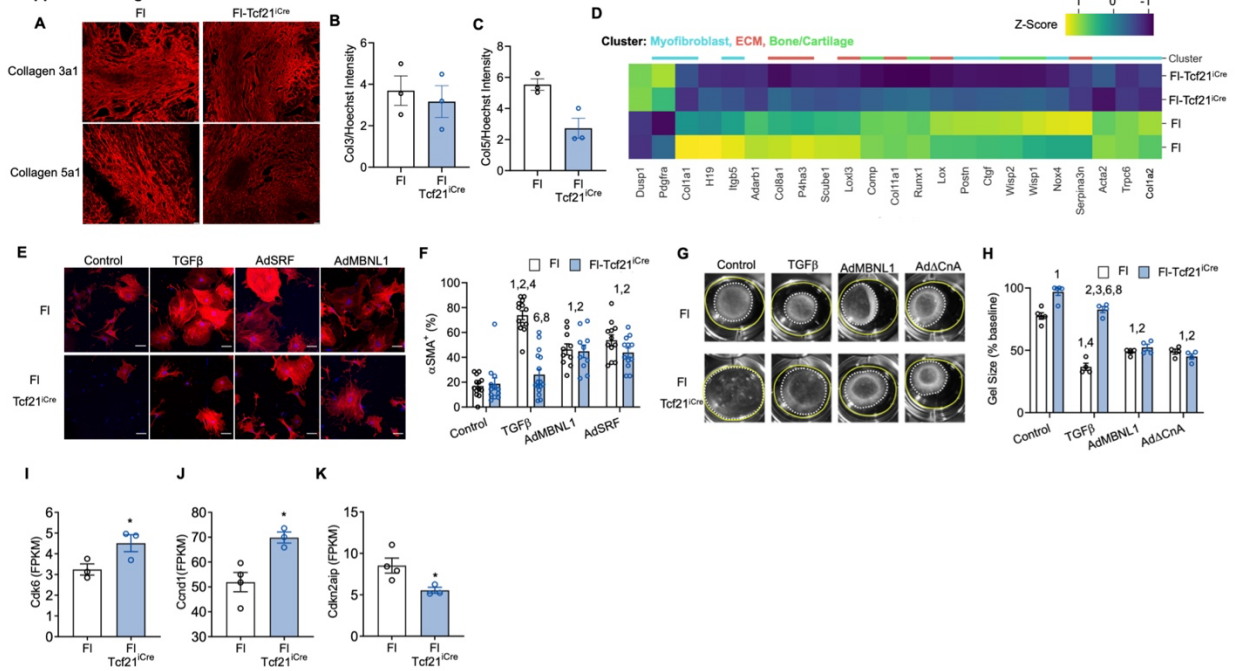 A
Fl
Fl-Tcf21iCre
Collagen 3a1
Collagen 5a1
B
Col3/Hoechst Intensity
6
4
2
0
Fl
Fl
Tcf21iCre
C
Col5/Hoechst Intensity
8
6
4
2
0
Fl
Fl
Tcf21iCre
D
Z-Score
1 0 -1
Cluster: Myofibroblast, ECM, Bone/Cartilage
Cluster
Fl-Tcf21iCre
Fl-Tcf21iCre
Fl
Fl
Dusp1
Pdgfra
Col1a1
H19
Itgb5
Adarb1
Col8a1
P4ha3
Scube1
Loxl3
Comp
Col11a1
Runx1
Lox
Postn
Ctgf
Wisp2
Wisp1
Nox4
Serpina3n
Acta2
Trpc6
Col1a2
E
Control
TGFβ
AdSRF
AdMBNL1
Fl
Fl
Tcf21iCre
F
Fl
Fl-Tcf21iCre
αSMA+ (%)
100
80
60
40
20
0
1,2,4
6,8
1,2
1,2
Control
TGFβ
AdMBNL1
AdSRF
G
Control
TGFβ
AdMBNL1
AdΔCnA
Fl
Fl
Tcf21iCre
H
Fl
Fl-Tcf21iCre
Gel Size (% baseline)
100
50
0
1
2,3,6,8
1,4
1,2
1,2
Control
TGFβ
AdMBNL1
AdΔCnA
I
Cdk6 (FPKM)
6
5
4
3
2
1
0
*
Fl
Fl
Tcf21iCre
J
Ccnd1(FPKM)
80
70
60
50
40
30
*
Fl
Fl
Tcf21iCre
K
Cdkn2aip (FPKM)
15
10
5
0
*
Fl
Fl
Tcf21iCre